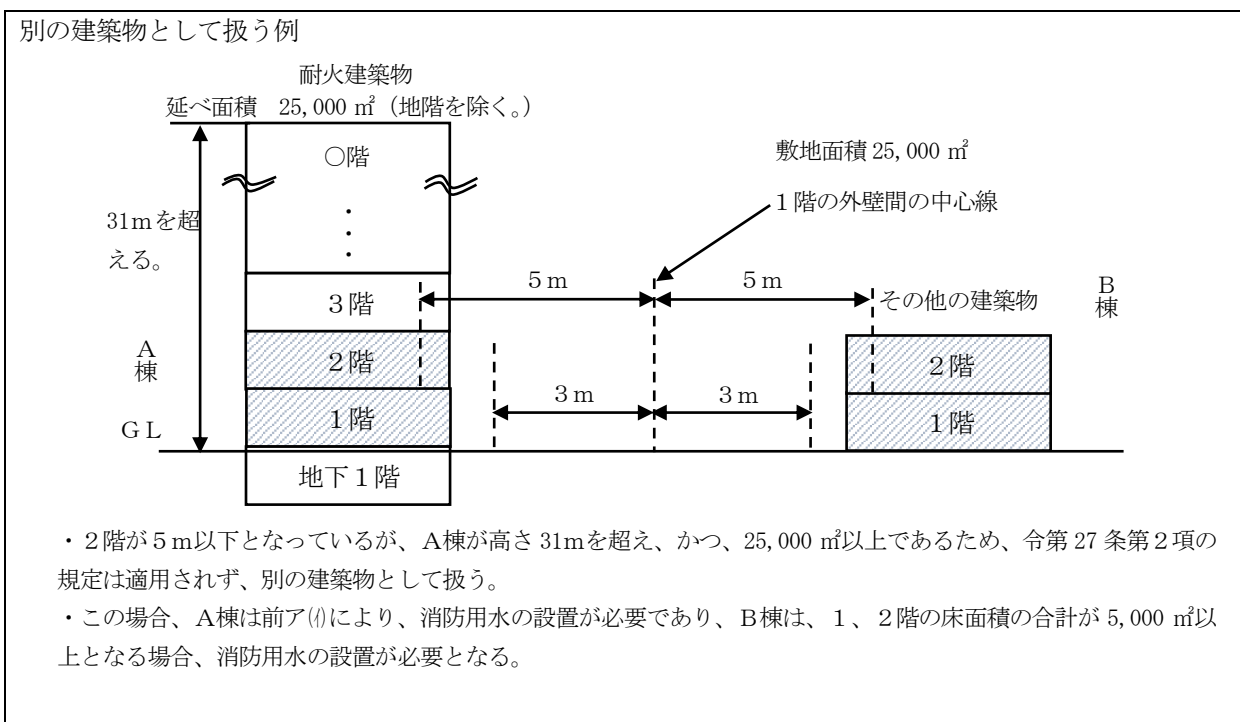 別の建築物として扱う例
耐火建築物
延べ面積 25,000 ㎡（地階を除く。）
○階
敷地面積 25,000 ㎡
１階の外壁間の中心線
31mを超
える。
・
・
・
５ｍ
５ｍ
３階
その他の建築物
Ｂ
棟
Ａ
棟
２階
２階
３ｍ
３ｍ
ＧＬ
１階
１階
地下１階
・２階が５ｍ以下となっているが、Ａ棟が高さ 31ｍを超え、かつ、25,000 ㎡以上であるため、令第 27 条第２項の
規定は適用されず、別の建築物として扱う。
・この場合、Ａ棟は前ア(ｲ)により、消防用水の設置が必要であり、Ｂ棟は、１、２階の床面積の合計が 5,000 ㎡以
上となる場合、消防用水の設置が必要となる。